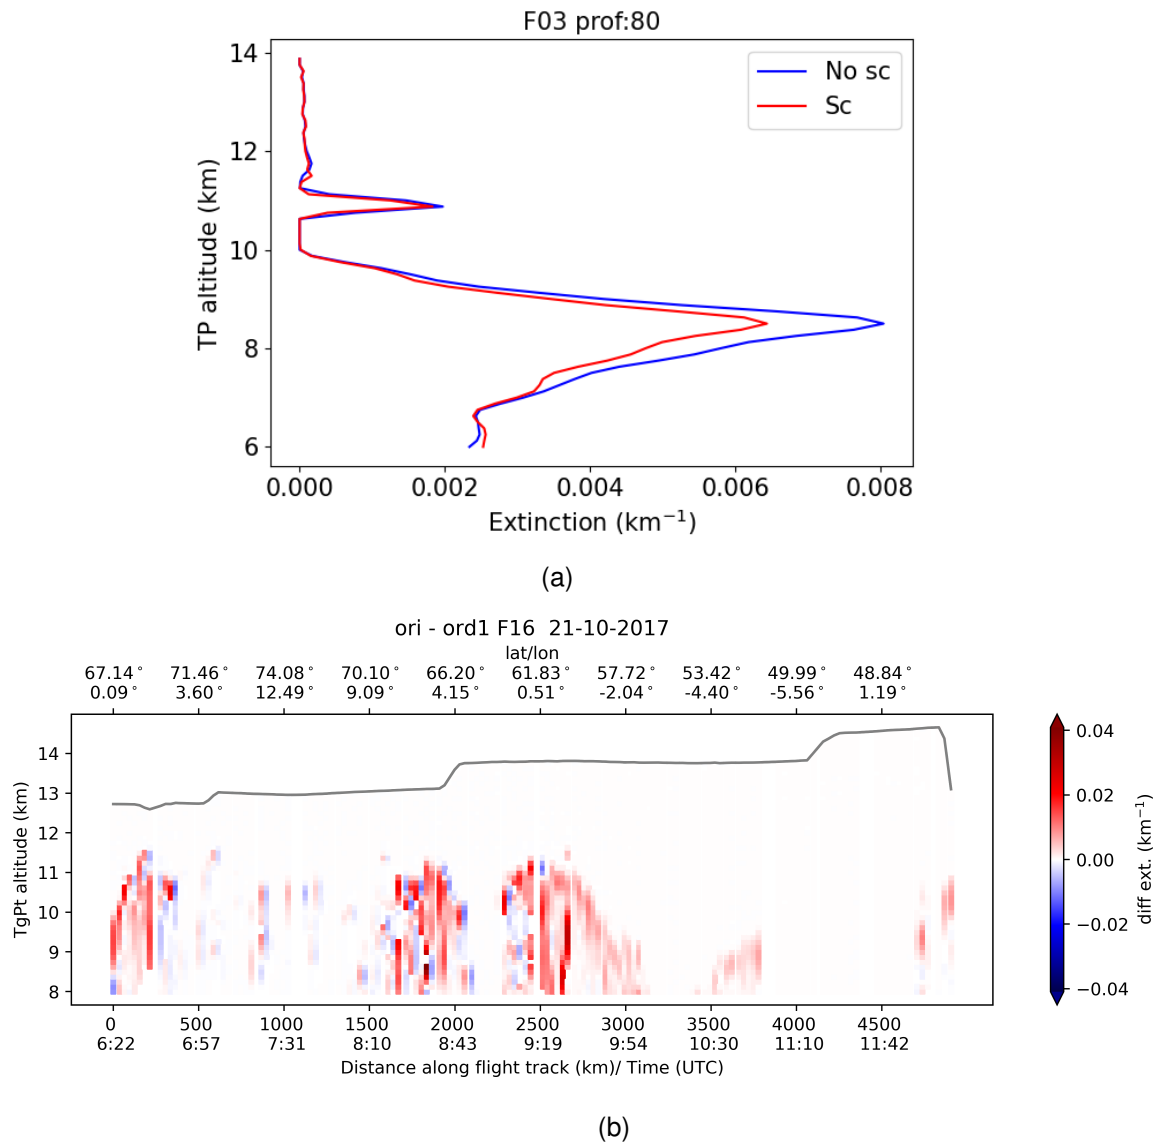 F03 prof:80
14
12
10
8
6
TP altitude (km)
No sc
Sc
0.000 0.002 0.004 0.006 0.008
Extinction (km⁻¹)
(a)
ori - ord1 F16 21-10-2017
lat/lon
67.14° 71.46° 74.08° 70.10° 66.20° 61.83° 57.72° 53.42° 49.99° 48.84°
0.09° 3.60° 12.49° 9.09° 4.15° 0.51° -2.04° -4.40° -5.56° 1.19°
14
13
12
11
10
9
8
TgPt altitude (km)
0 500 1000 1500 2000 2500 3000 3500 4000 4500
6:22 6:57 7:31 8:10 8:43 9:19 9:54 10:30 11:10 11:42
Distance along flight track (km)/ Time (UTC)
0.04
0.02
0.00
−0.02
−0.04
diff ext. (km⁻¹)
(b)